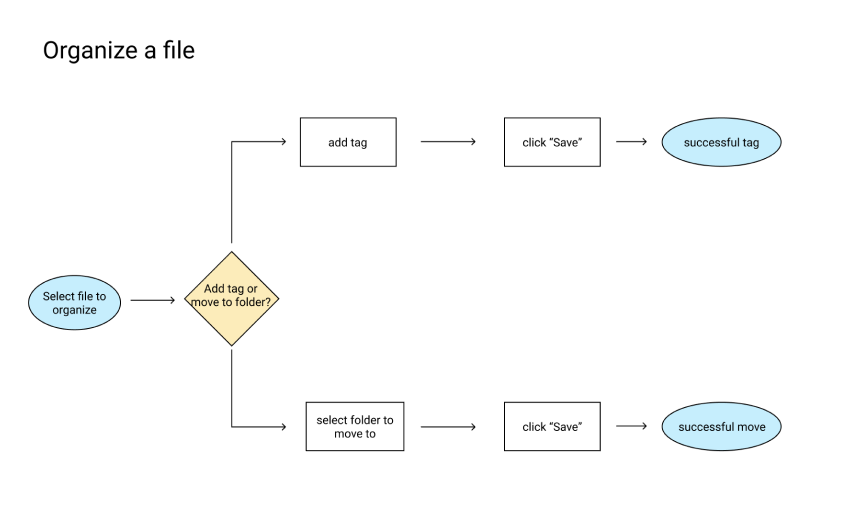 Organize a file
add tag
click “Save”
successful tag
Select file to
organize
Add tag or
move to folder?
select folder to
move to
click “Save”
successful move